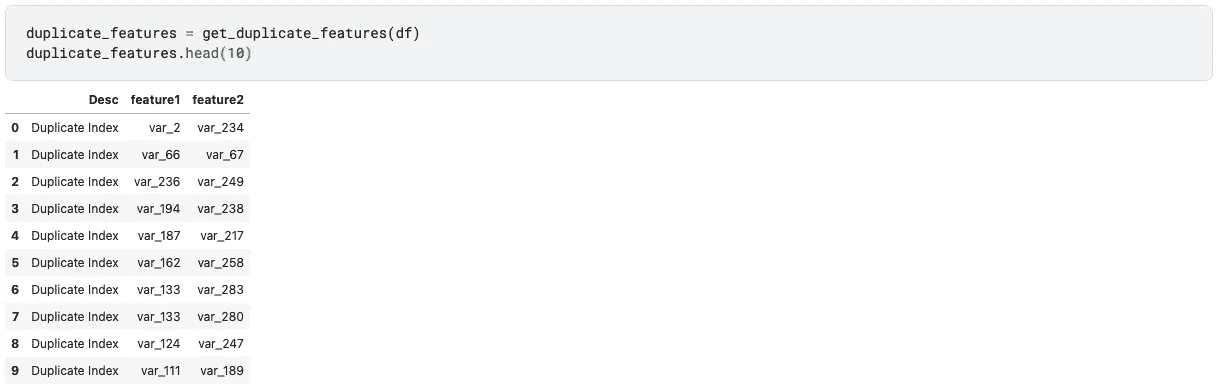 duplicate_features = get_duplicate_features(df)
duplicate_features.head(10)
Desc feature1 feature2
0 Duplicate Index var_2 var_234
1 Duplicate Index var_66 var_67
2 Duplicate Index var_236 var_249
3 Duplicate Index var_194 var_238
4 Duplicate Index var_187 var_217
5 Duplicate Index var_162 var_258
6 Duplicate Index var_133 var_283
7 Duplicate Index var_133 var_280
8 Duplicate Index var_124 var_247
9 Duplicate Index var_111 var_189